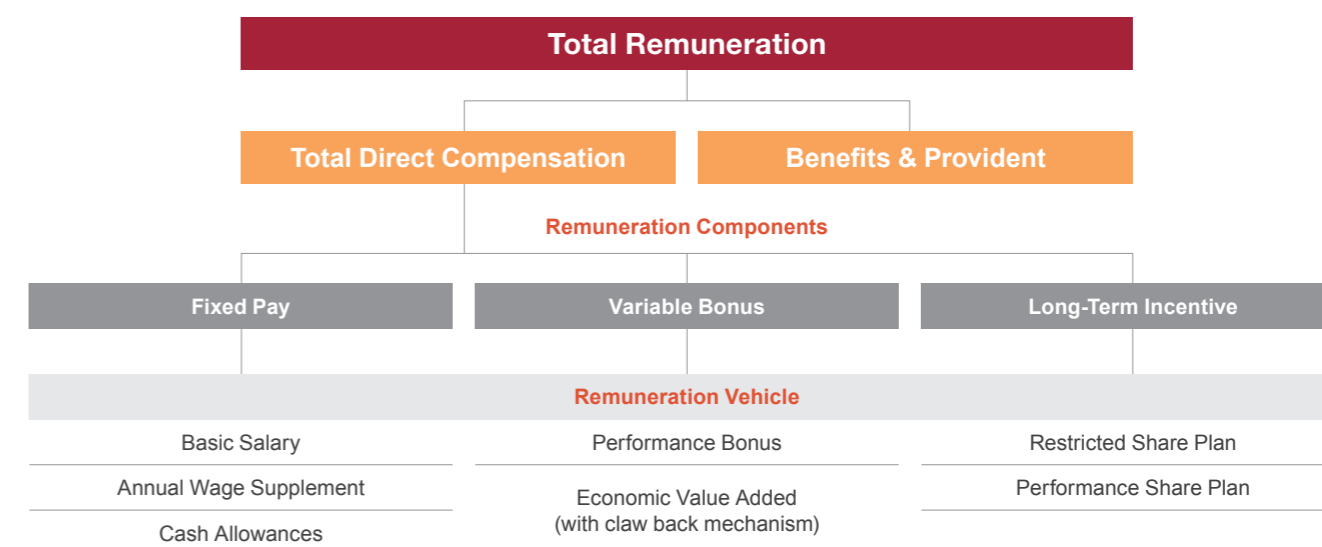 Total Remuneration
Total Direct Compensation
Benefits & Provident
Remuneration Components
Fixed Pay
Variable Bonus
Long-Term Incentive
Remuneration Vehicle
Basic Salary
Performance Bonus
Restricted Share Plan
Annual Wage Supplement
Economic Value Added
(with claw back mechanism)
Performance Share Plan
Cash Allowances